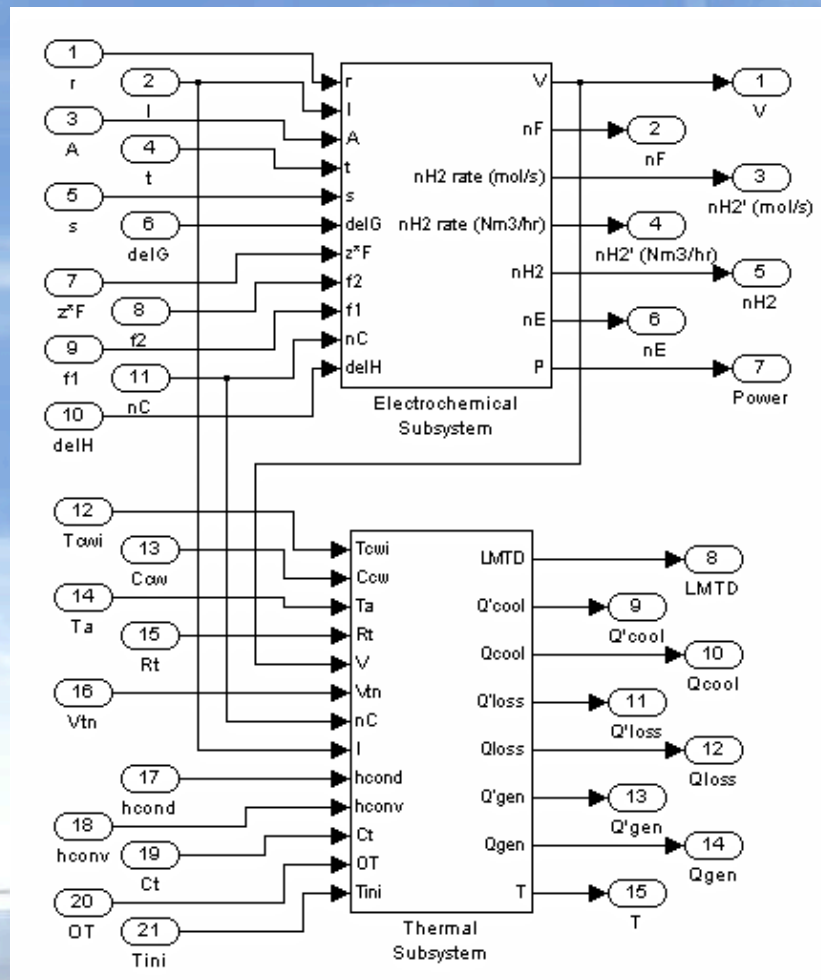 1
r
2
I
3
A
4
t
5
s
6
delG
7
z*F
8
f2
9
f1
11
nC
10
delH
r
I
A
t
s
delG
z*F
f2
f1
nC
delH
V
nF
nH2 rate (mol/s)
nH2 rate (Nm3/hr)
nH2
nE
P
Electrochemical
Subsystem
1
V
2
nF
3
nH2' (mol/s)
4
nH2' (Nm3/hr)
5
nH2
6
nE
7
Power
12
Tcwi
13
Ccw
14
Ta
15
Rt
16
Vtn
17
hcond
18
hconv
19
Ct
20
OT
21
Tini
Tcwi
Ccw
Ta
Rt
V
Vtn
nC
I
hcond
hconv
Ct
OT
Tini
LMTD
Q'cool
Qcool
Q'loss
Qloss
Q'gen
Qgen
T
Thermal
Subsystem
8
LMTD
9
Q'cool
10
Qcool
11
Q'loss
12
Qloss
13
Q'gen
14
Qgen
15
T